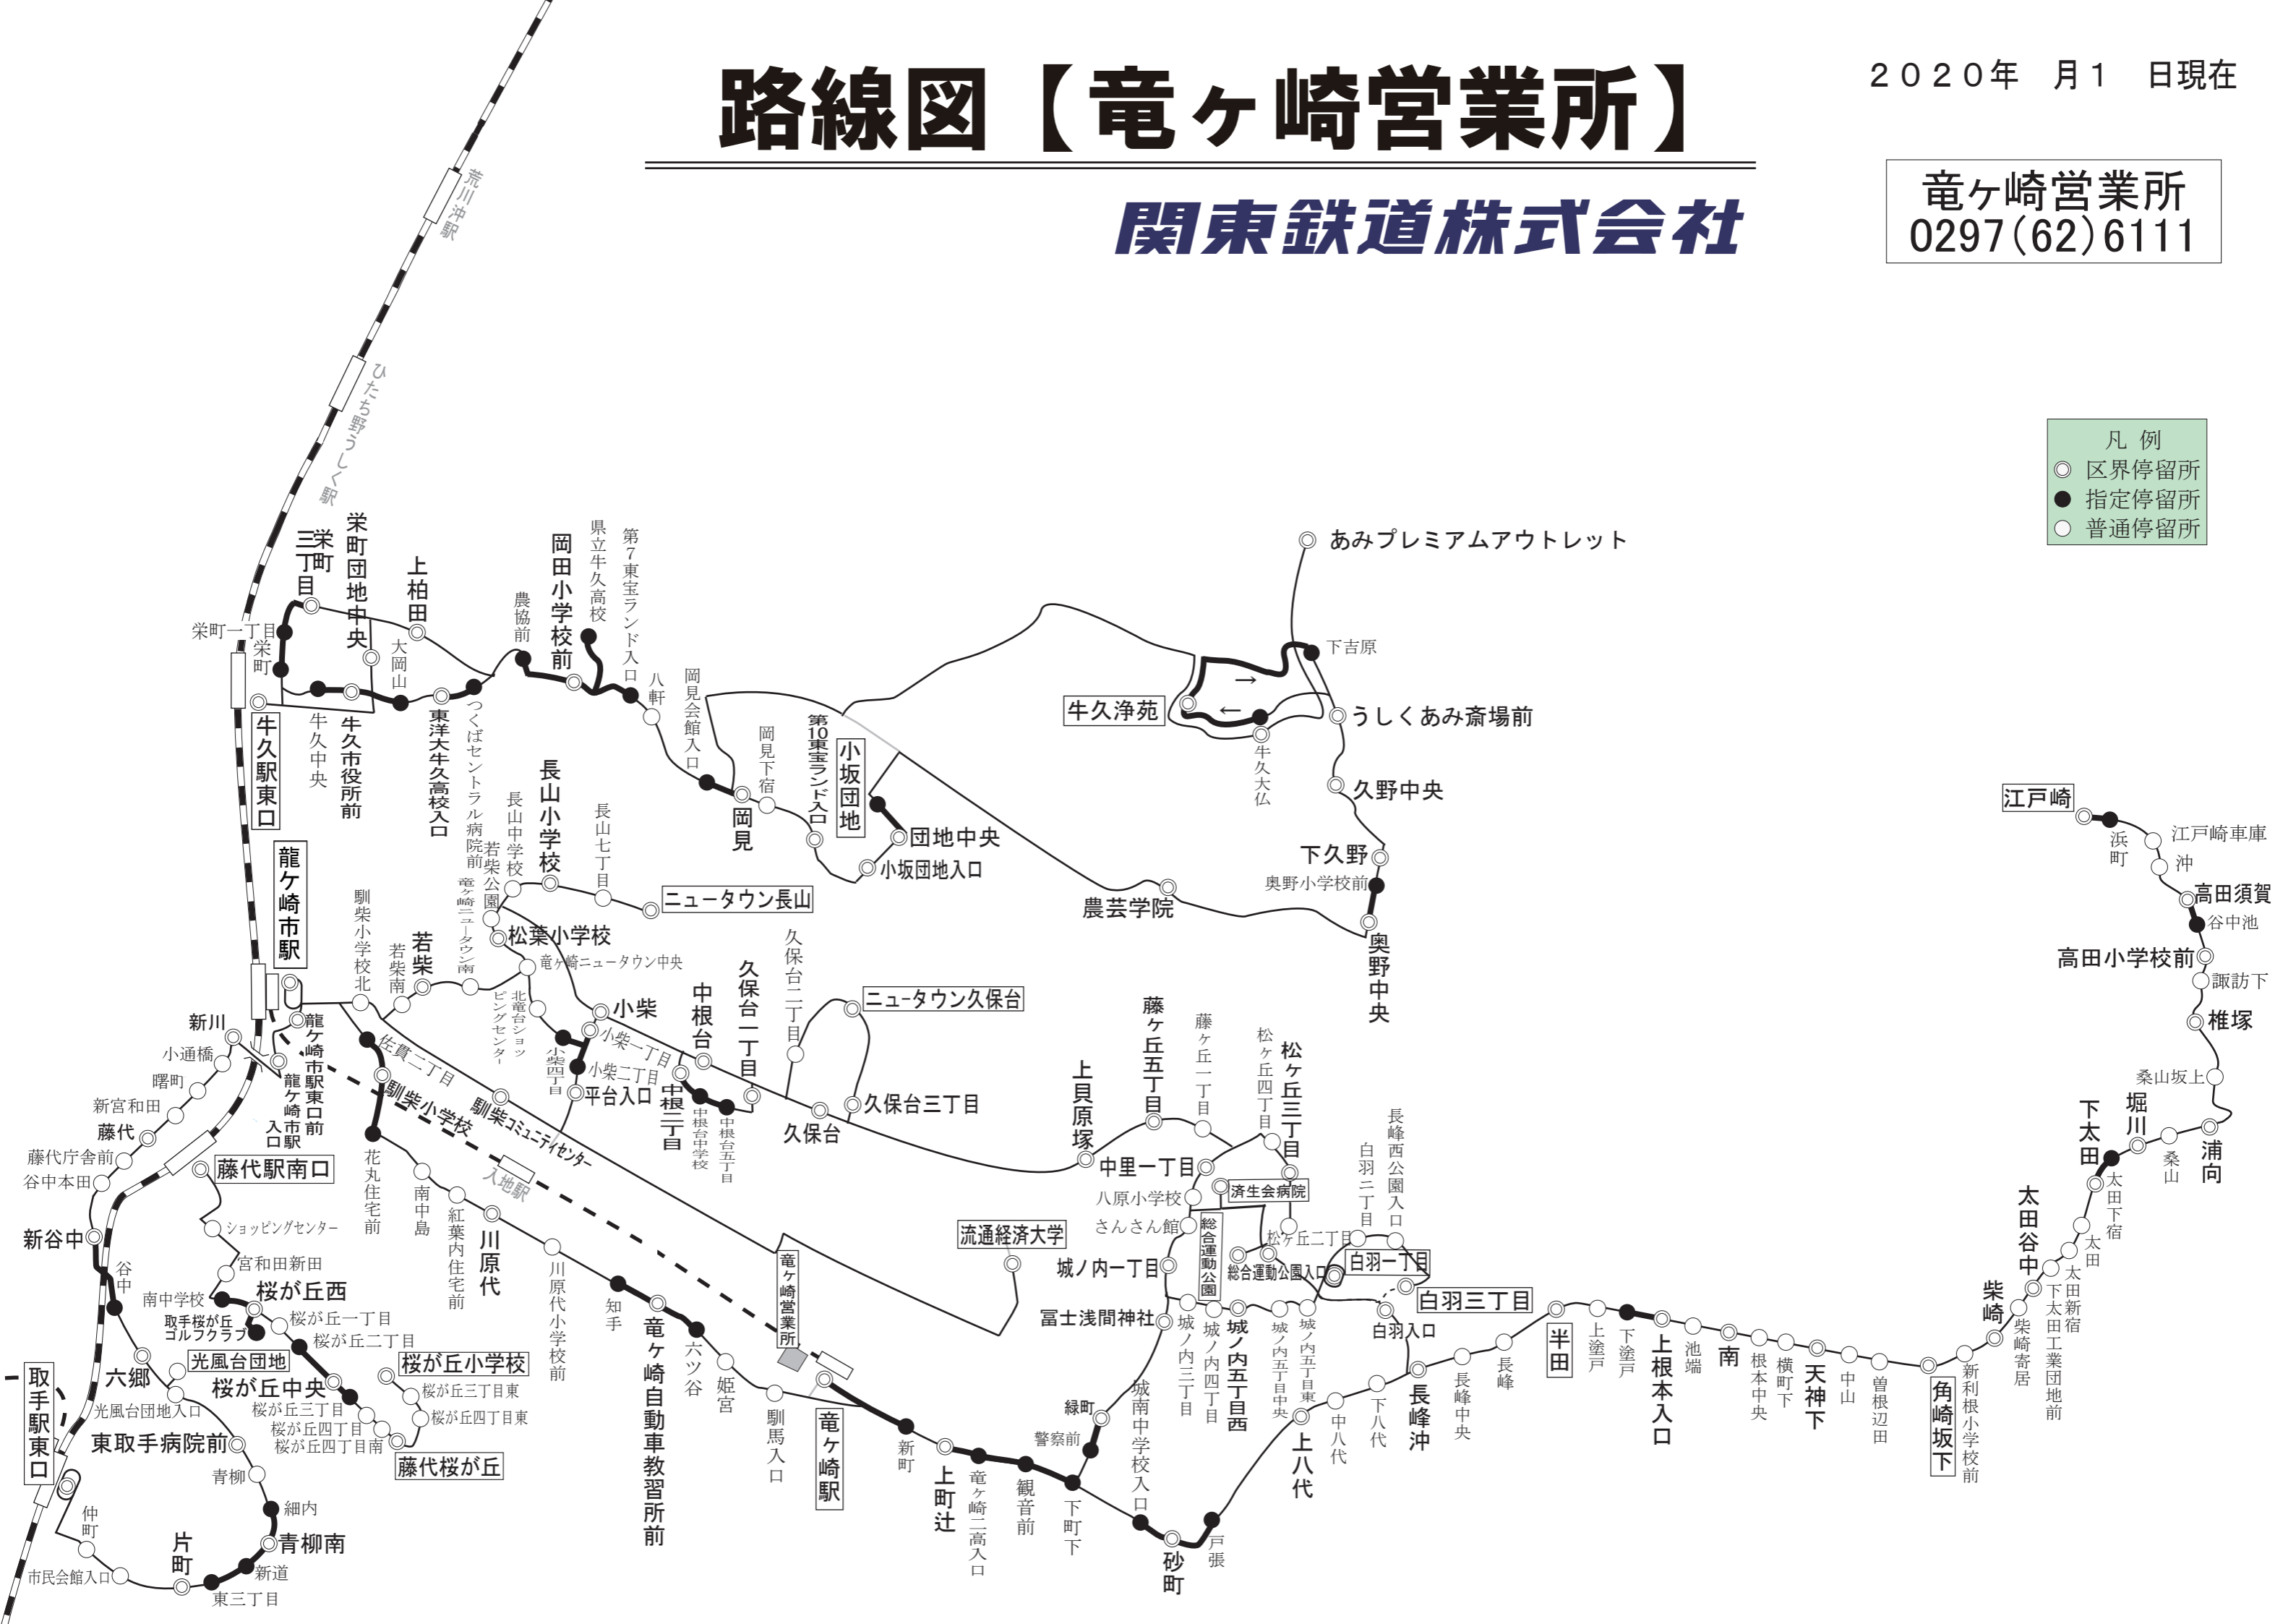 路線図【竜ヶ崎営業所】
2020年　月1　日現在
関東鉄道株式会社
竜ヶ崎営業所
0297(62)6111
凡 例
区界停留所
指定停留所
普通停留所
荒川沖駅
ひたち野うしく駅
栄町三丁目
栄町団地中央
上柏田
栄町一丁目
栄町
大岡山
農協前
岡田小学校前
県立牛久高校
第7東宝ランド入口
八軒
岡見会館入口
牛久駅東口
牛久中央
牛久市役所前
東洋大牛久高校入口
つくばセントラル病院前
岡見
岡見下宿
第10東宝ランド入口
小坂団地
団地中央
小坂団地入口
あみプレミアムアウトレット
下吉原
→
牛久浄苑
←
うしくあみ斎場前
牛久大仏
久野中央
下久野
奥野小学校前
農芸学院
奥野中央
江戸崎
浜町
江戸崎車庫
沖
高田須賀
谷中池
高田小学校前
諏訪下
椎塚
桑山坂上
浦向
桑山
堀川
下太田
太田下宿
太田
太田新宿
下太田工業団地前
太田谷中
柴崎寄居
柴崎
新利根小学校前
角崎坂下
曽根辺田
中山
天神下
横町下
根本中央
南
池端
上根本入口
下塗戸
上塗戸
半田
長峰
長峰中央
長峰沖
下八代
中八代
上八代
戸張
砂町
城南中学校入口
下町下
観音前
竜ヶ崎二高入口
上町辻
新町
竜ヶ崎駅
緑町
警察前
龍ケ崎市駅
馴柴小学校北
若柴南
若柴
竜ヶ崎ニュータウン南
若柴公園
長山中学校
長山小学校
長山七丁目
ニュータウン長山
松葉小学校
竜ヶ崎ニュータウン中央
北竜台ショッピングセンター
小柴四丁目
小柴
小柴一丁目
小柴二丁目
平台入口
中根台
中根二丁目
中根台中学校
中根台五丁目
久保台一丁目
久保台二丁目
ニュータウン久保台
久保台三丁目
久保台
上貝原塚
藤ヶ丘五丁目
藤ヶ丘一丁目
松ヶ丘四丁目
松ヶ丘三丁目
中里一丁目
八原小学校
さんさん館
済生会病院
総合運動公園
松ヶ丘二丁目
総合運動公園入口
白羽二丁目
長峰西公園入口
白羽一丁目
白羽三丁目
白羽入口
城ノ内一丁目
冨士浅間神社
城ノ内三丁目
城ノ内四丁目
城ノ内五丁目西
城ノ内五丁目中央
城ノ内五丁目東
流通経済大学
新川
龍ケ崎市駅東口前
龍ケ崎市駅入口
小通橋
曙町
新宮和田
藤代
藤代庁舎前
谷中本田
新谷中
谷中
六郷
佐貫二丁目
馴柴小学校
馴柴コミュニティセンター
入地駅
花丸住宅前
南中島
紅葉内住宅前
川原代
川原代小学校前
知手
竜ヶ崎自動車教習所前
六ツ谷
姫宮
馴馬入口
竜ヶ崎営業所
藤代駅南口
ショッピングセンター
宮和田新田
南中学校
桜が丘西
取手桜が丘ゴルフクラブ
桜が丘一丁目
桜が丘二丁目
光風台団地
光風台団地入口
桜が丘中央
桜が丘三丁目
桜が丘四丁目
桜が丘四丁目南
桜が丘小学校
桜が丘三丁目東
桜が丘四丁目東
藤代桜が丘
東取手病院前
青柳
細内
青柳南
新道
東三丁目
片町
市民会館入口
仲町
取手駅東口